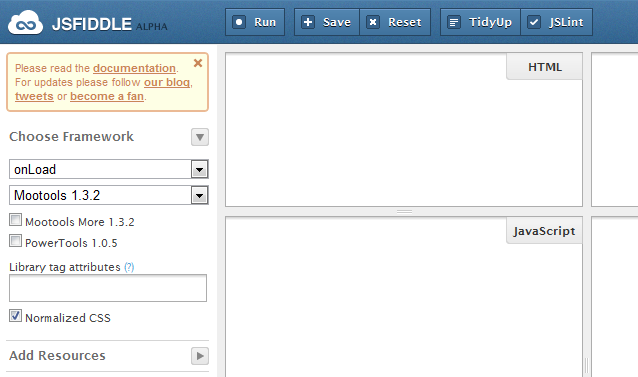 JSFIDDLE ALPHA
Run Save Reset TidyUp JSLint
Please read the documentation.
For updates please follow our blog,
tweets or become a fan.
Choose Framework
onLoad
Mootools 1.3.2
Mootools More 1.3.2
PowerTools 1.0.5
Library tag attributes (?)
Normalized CSS
Add Resources
HTML
JavaScript